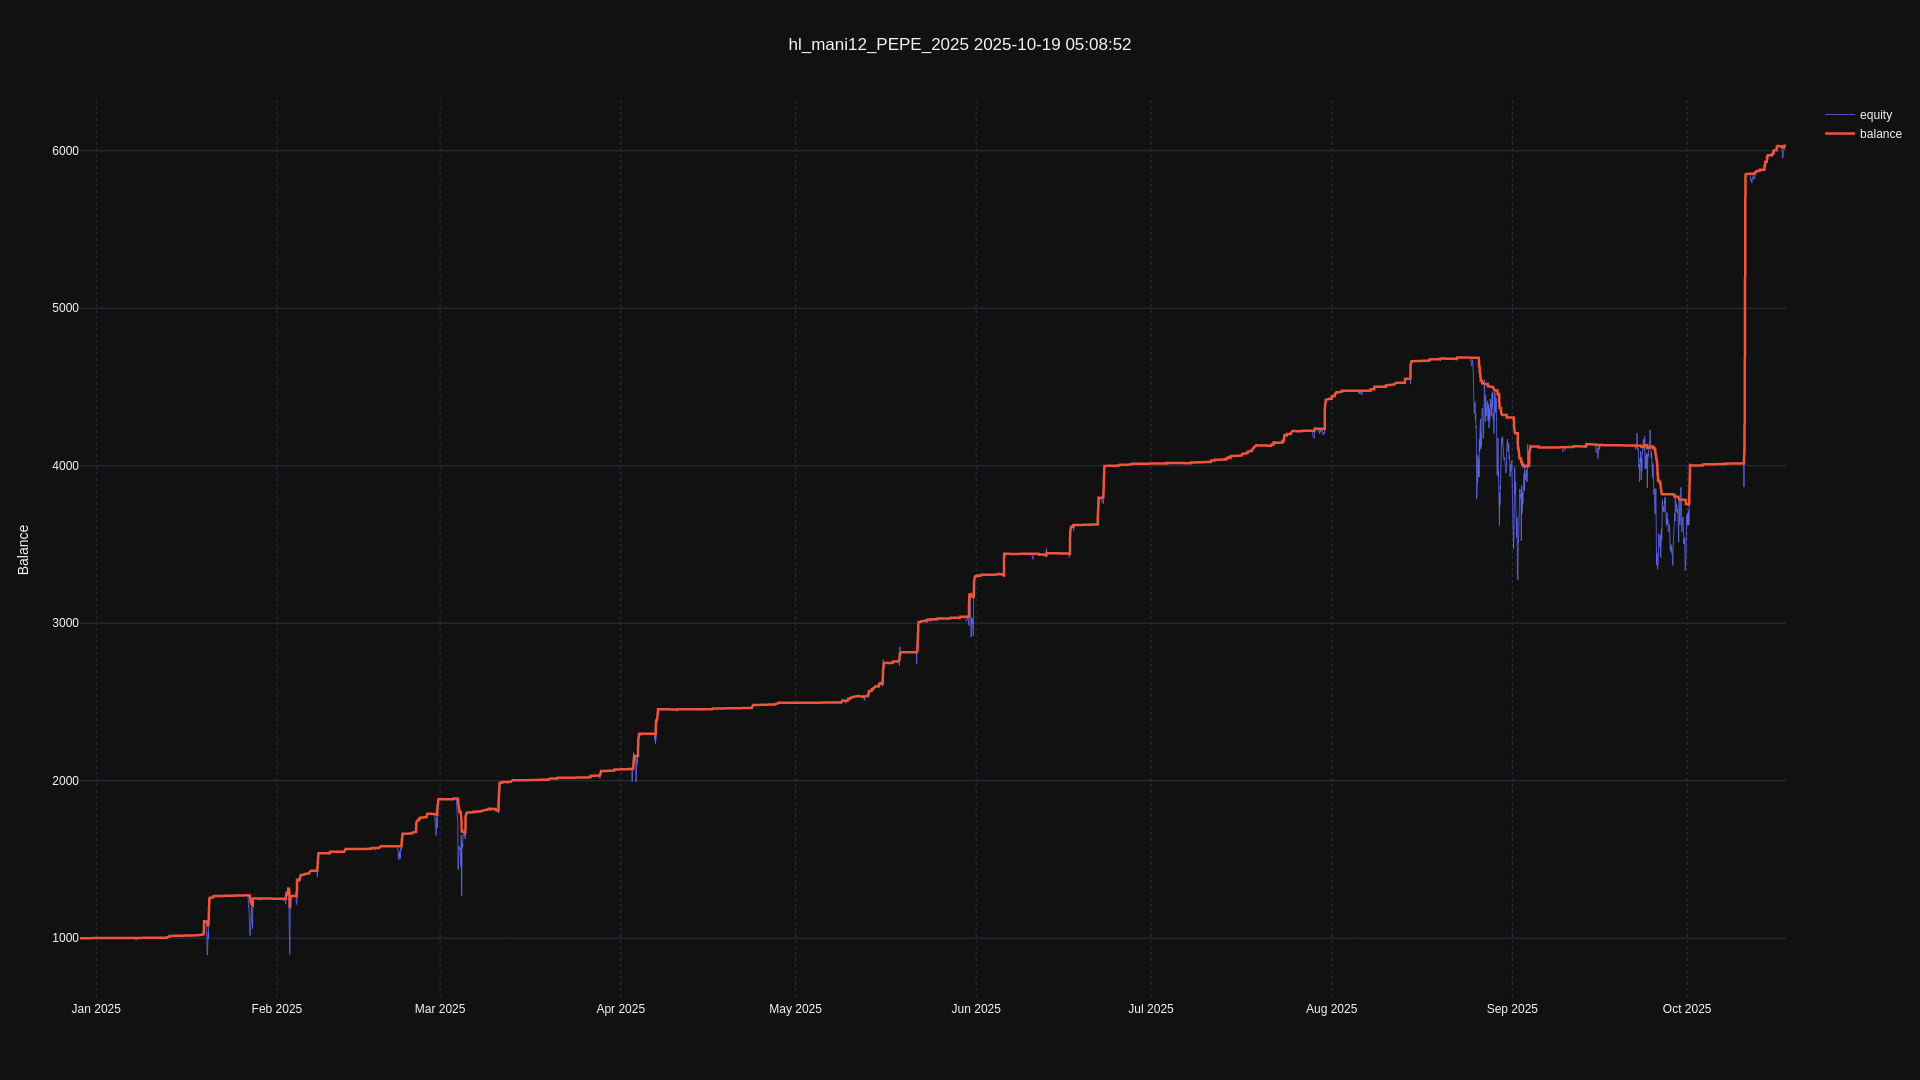 hl_mani12_PEPE_2025 2025-10-19 05:08:52
equity
balance
Balance
6000
5000
4000
3000
2000
1000
Jan 2025
Feb 2025
Mar 2025
Apr 2025
May 2025
Jun 2025
Jul 2025
Aug 2025
Sep 2025
Oct 2025